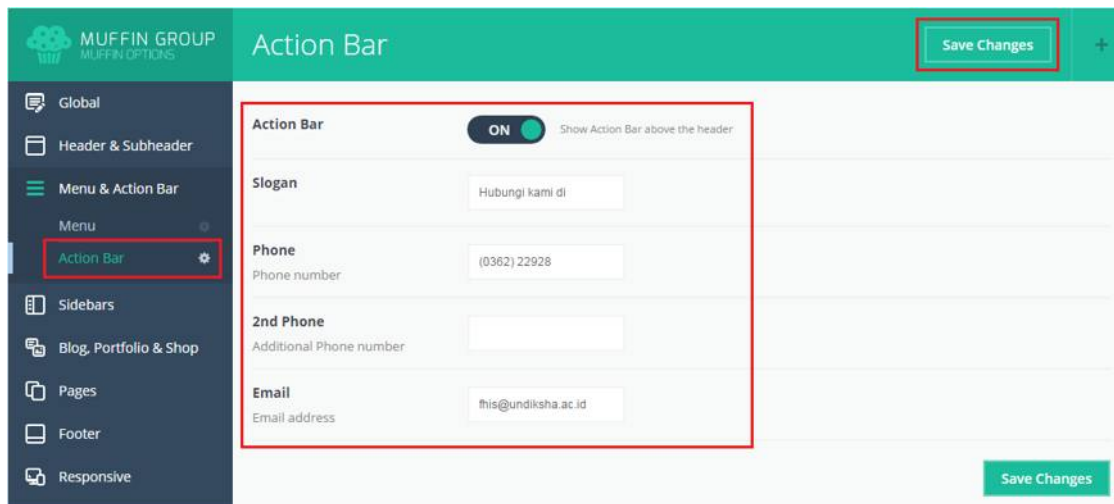 MUFFIN GROUP
MUFFIN OPTIONS
Action Bar
Save Changes
Global
Header & Subheader
Menu & Action Bar
Menu
Action Bar
Sidebars
Blog, Portfolio & Shop
Pages
Footer
Responsive
Action Bar
ON
Show Action Bar above the header
Slogan
Hubungi kami di
Phone
Phone number
(0362) 22928
2nd Phone
Additional Phone number
Email
Email address
fhis@undiksha.ac.id
Save Changes